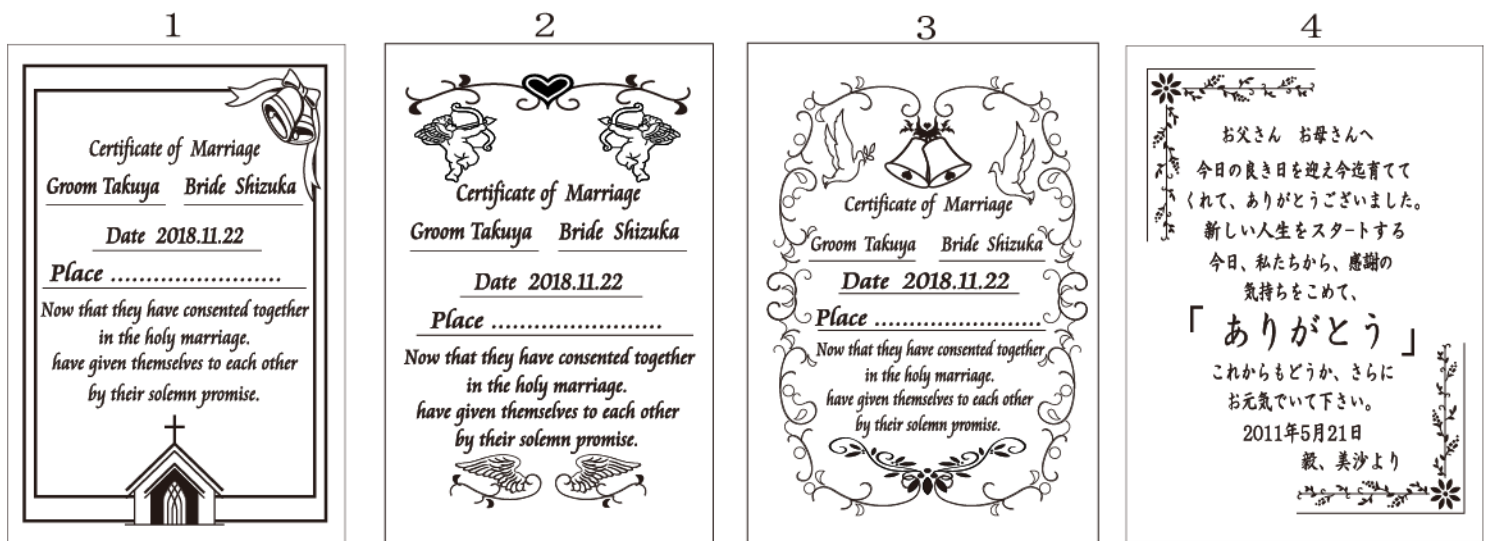 1
Certificate of Marriage
Groom Takuya Bride Shizuka
Date 2018.11.22
Place ........................
Now that they have consented together
in the holy marriage.
have given themselves to each other
by their solemn promise.
2
Certificate of Marriage
Groom Takuya Bride Shizuka
Date 2018.11.22
Place ........................
Now that they have consented together
in the holy marriage.
have given themselves to each other
by their solemn promise.
3
Certificate of Marriage
Groom Takuya Bride Shizuka
Date 2018.11.22
Place ........................
Now that they have consented together
in the holy marriage.
have given themselves to each other
by their solemn promise.
4
お父さん お母さんへ
今日の良き日を迎え今迄育てて
くれて、ありがとうございました。
新しい人生をスタートする
今日、私たちから、感謝の
気持ちをこめて、
「ありがとう」
これからもどうか、さらに
お元気でいて下さい。
2011年5月21日
毅、美沙より